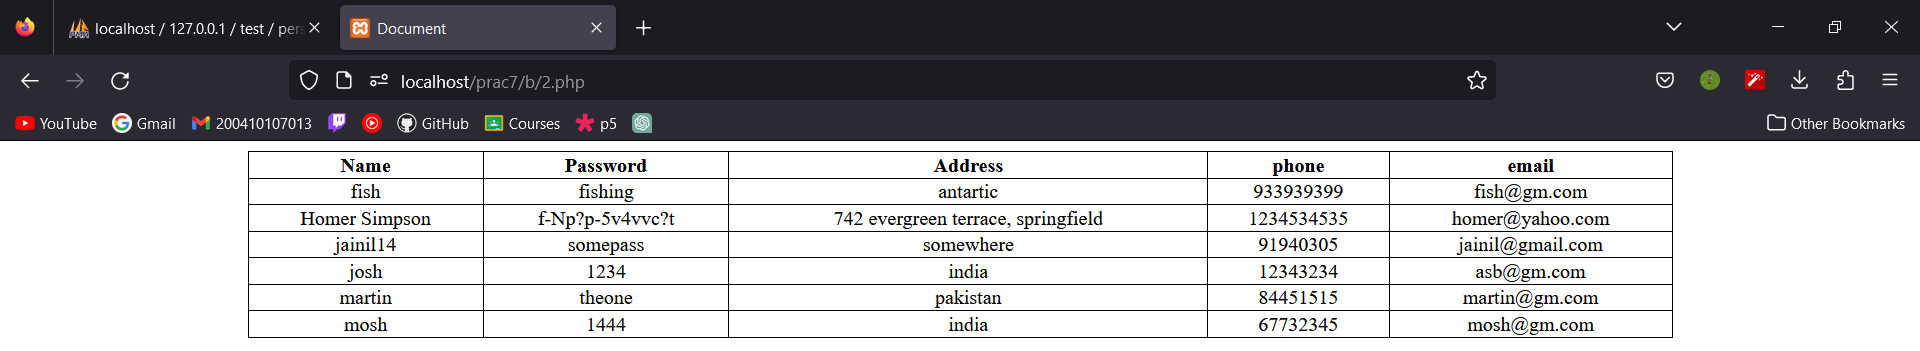 localhost / 127.0.0.1 / test / pers
Document
localhost/prac7/b/2.php
YouTube Gmail 200410107013 GitHub Courses p5 Other Bookmarks
Name Password Address phone email
fish fishing antartic 933939399 fish@gm.com
Homer Simpson f-Np?p-5v4vvc?t 742 evergreen terrace, springfield 1234534535 homer@yahoo.com
jainil14 somepass somewhere 91940305 jainil@gmail.com
josh 1234 india 12343234 asb@gm.com
martin theone pakistan 84451515 martin@gm.com
mosh 1444 india 67732345 mosh@gm.com